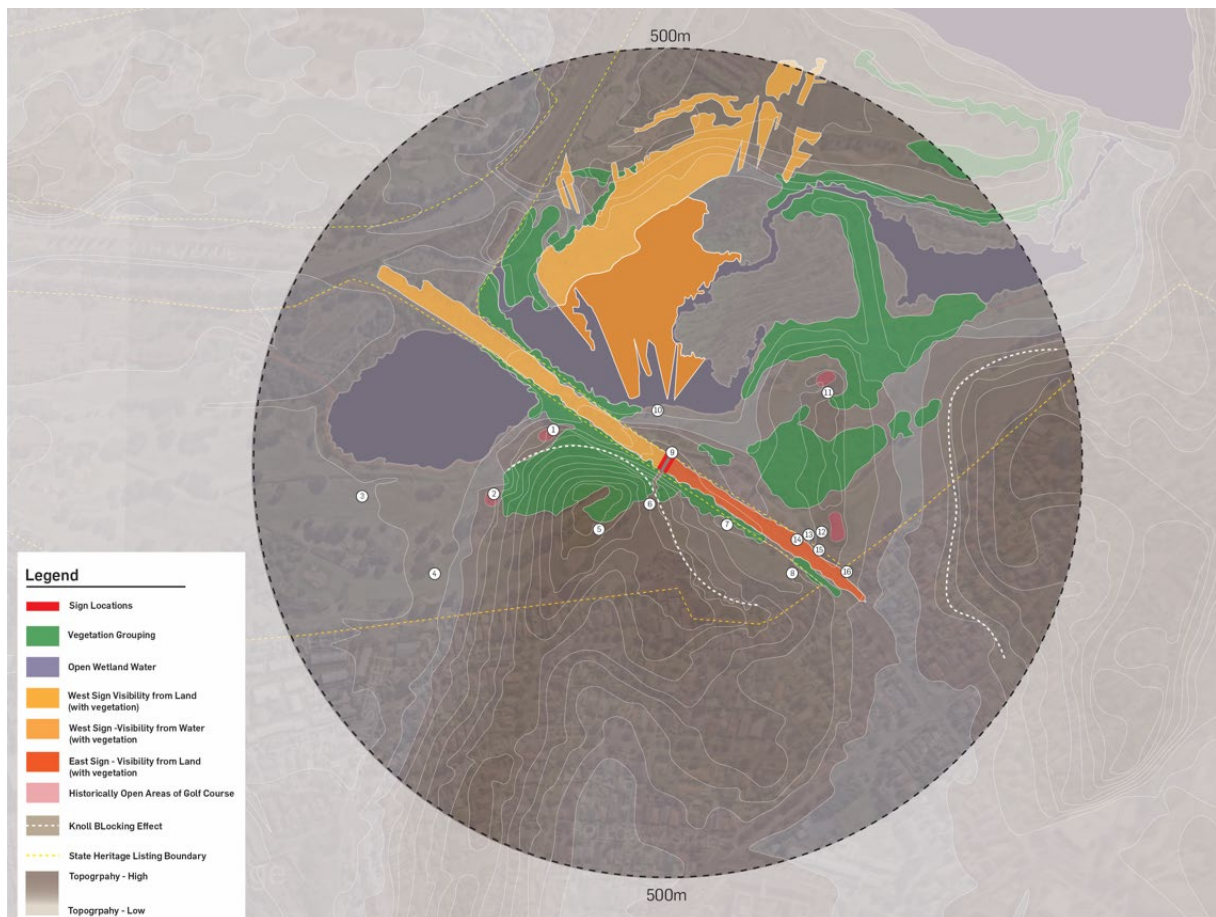 500m
10
11
1
9
2
3
6
5
7
12
13
14
15
4
8
16
Legend
Sign Locations
Vegetation Grouping
Open Wetland Water
West Sign Visibility from Land
(with vegetation)
West Sign -Visibility from Water
(with vegetation
East Sign - Visibility from Land
(with vegetation
Historically Open Areas of Golf Course
Knoll BLocking Effect
State Heritage Listing Boundary
Topogrpahy - High
Topogrpahy - Low
500m